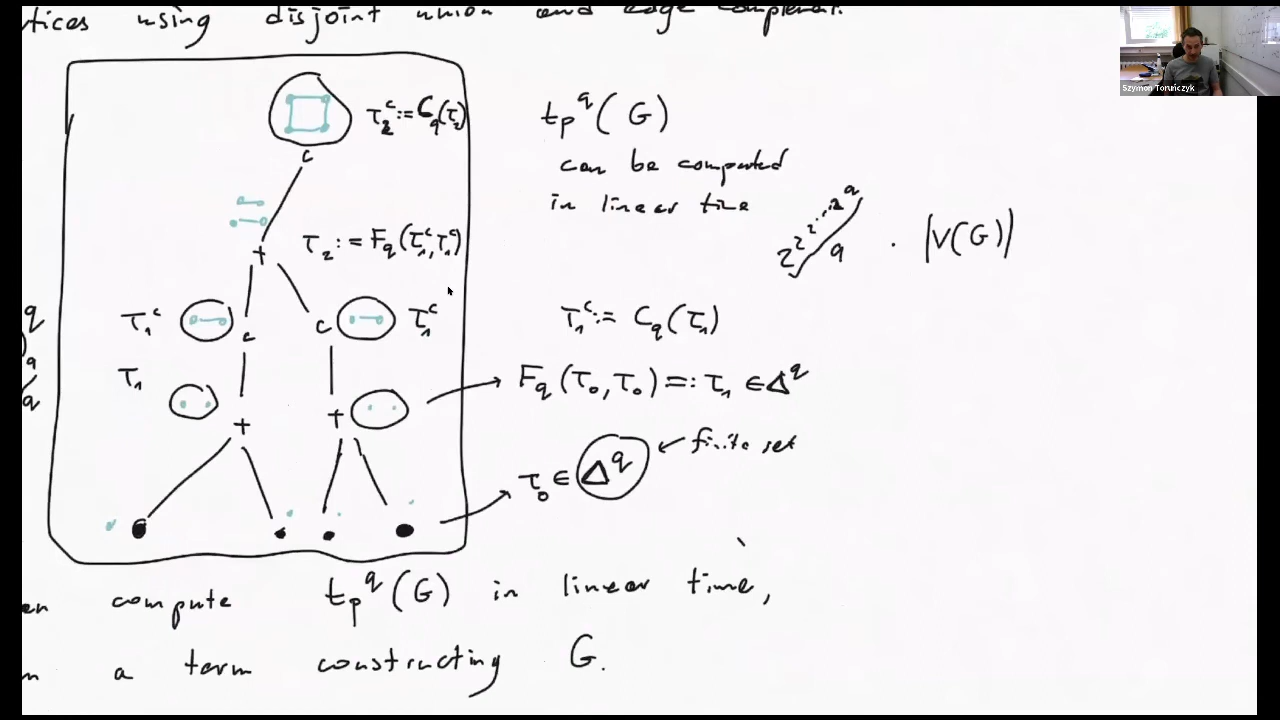 tices using disjoint union and edge complement.
Szymon Toruńczyk
τ₂ᶜ := C_q(τ₂)
c
+
τ₂ := F_q(τ₁ᶜ, τ₁ᶜ)
τ₁ᶜ
c
c
τ₁ᶜ
τ₁
+
+
tp^q(G)
can be computed
in linear time
2^2^2^...^2^q
q
· |V(G)|
τ₁ᶜ := C_q(τ₁)
F_q(τ₀, τ₀) =: τ₁ ∈ Δ^q
τ₀ ∈ Δ^q
finite set
q
q
q
en compute tp^q(G) in linear time,
n a term constructing G.